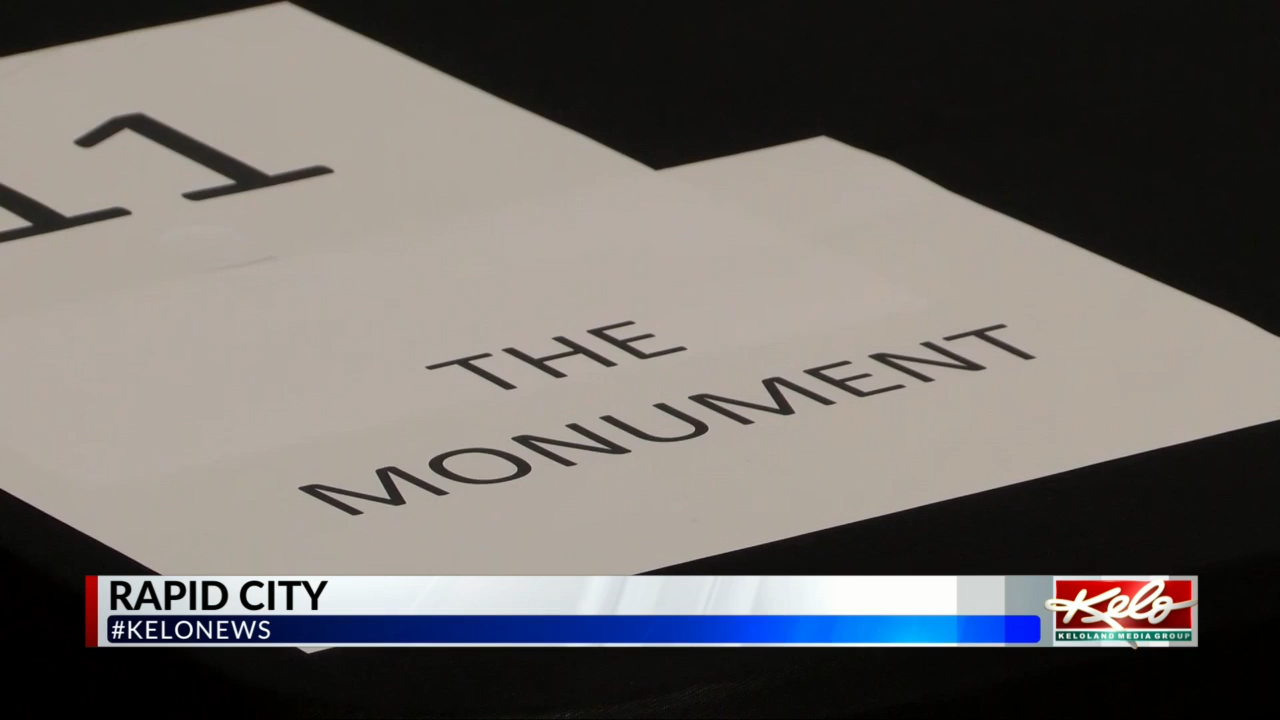 11
THE
MONUMENT
RAPID CITY
#KELONEWS
Kelo
KELOLAND MEDIA GROUP